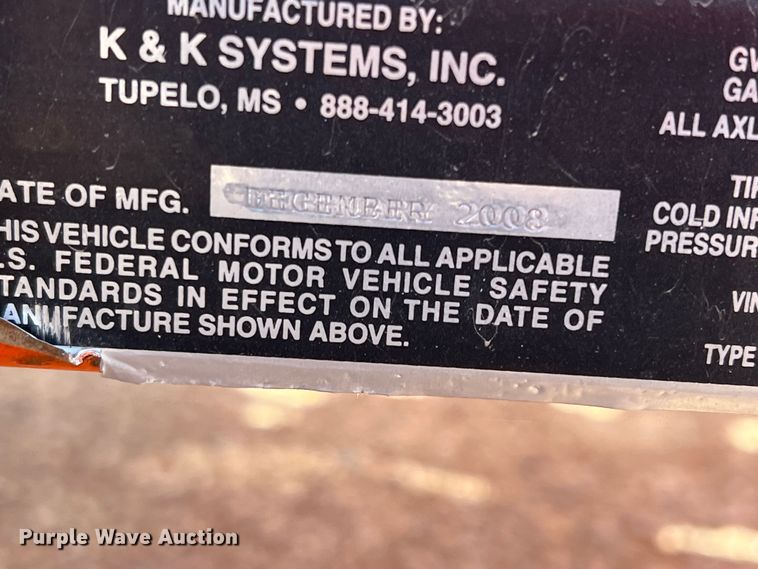 MANUFACTURED BY:
K & K SYSTEMS, INC.
TUPELO, MS • 888-414-3003
ATE OF MFG. DECEMBER 2008
HIS VEHICLE CONFORMS TO ALL APPLICABLE
.S. FEDERAL MOTOR VEHICLE SAFETY
TANDARDS IN EFFECT ON THE DATE OF
ANUFACTURE SHOWN ABOVE.
GV
GA
ALL AXL
TIR
COLD INF
PRESSUR
VIN
TYPE
Purple Wave Auction